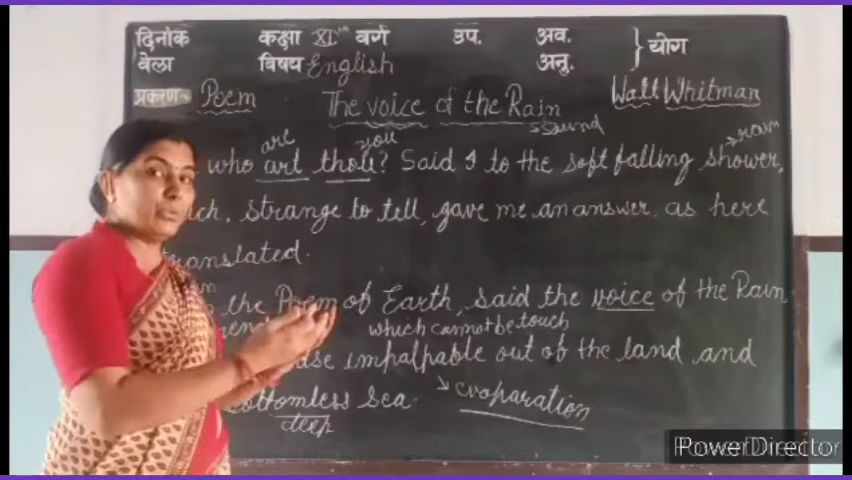 दिनांक कक्षा XIth वर्ग उप. अव. योग
वेला विषय English अनु.
प्रकरण- Poem The voice of the Rain Walt Whitman
are you sound rain
who art thou? Said I to the soft falling shower,
strange to tell, gave me an answer, as here
translated.
the Poem of Earth, said the voice of the Rain
which cannot be touch
impalpable out of the land and
bottomless sea. evaporation
deep
PowerDirector